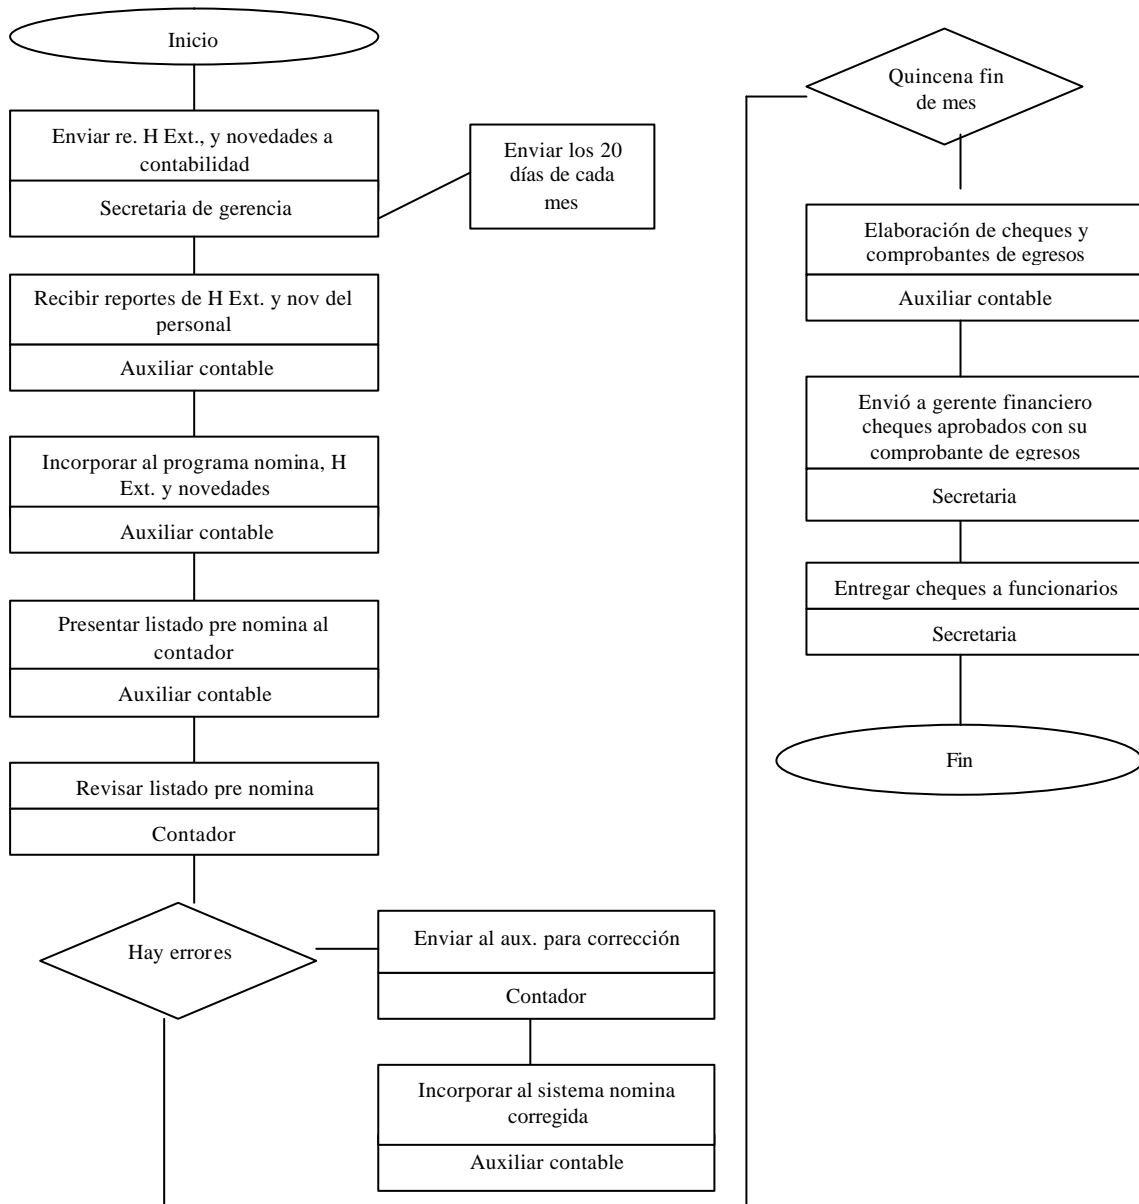 Inicio
Enviar re. H Ext., y novedades a
contabilidad
Secretaria de gerencia
Enviar los 20
días de cada
mes
Recibir reportes de H Ext. y nov del
personal
Auxiliar contable
Incorporar al programa nomina, H
Ext. y novedades
Auxiliar contable
Presentar listado pre nomina al
contador
Auxiliar contable
Revisar listado pre nomina
Contador
Hay errores
Enviar al aux. para corrección
Contador
Incorporar al sistema nomina
corregida
Auxiliar contable
Quincena fin
de mes
Elaboración de cheques y
comprobantes de egresos
Auxiliar contable
Envió a gerente financiero
cheques aprobados con su
comprobante de egresos
Secretaria
Entregar cheques a funcionarios
Secretaria
Fin